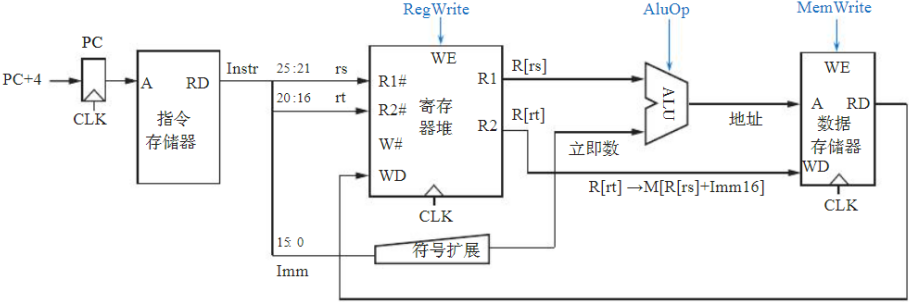 RegWrite
AluOp
MemWrite
PC
PC+4
CLK
A
RD
指令
存储器
Instr
25:21
rs
20:16
rt
WE
R1#
R2#
W#
WD
寄存
器堆
R1
R2
CLK
R[rs]
R[rt]
ALU
立即数
地址
WE
A
RD
数据
存储器
WD
CLK
R[rt] →M[R[rs]+Imm16]
15: 0
Imm
符号扩展